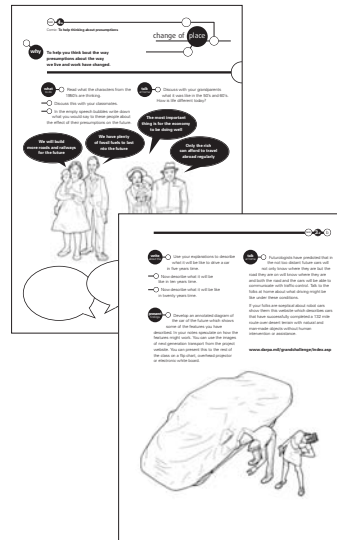 Comic: To help thinking about presumptions
change of place
why
To help you think bout the way
presumptions about the way
we live and work have changed.
what
Read what the characters from the
1950's are thinking.
Discuss this with your classmates.
In the empty speech bubbles write down
what you would say to these people about
the effect of their presumptions on the future
talk
Discuss with your grandparents
what it was like in the 50's and 60's.
How is life different today?
We will build
more roads and railways
for the future
We have plenty
of fossil fuels to last
into the future
The most important
thing is for the economy
to be doing well
Only the rich
can afford to travel
abroad regularly
Use your explanations to describe
what it will be like to drive a car
in five years time.
Now describe what it will be
like in ten years time.
Now describe what it will be like
in twenty years time.
present
Develop an annotated diagram of
the car of the future which shows
some of the features you have
described. In your notes speculate on how the
features might work. You can use the images
of next generation transport from the project
website. You can present this to the rest of
the class on a flip chart, overhead projector
or electronic white board.
talk
Futurologists have predicted that in
the not too distant future cars will
not only know where they are but the
road they are on will know where they are
and both the road and the cars will be able to
communicate with traffic control. Talk to the
folks at home about what driving might be
like under these conditions.
If your folks are sceptical about robot cars
show them this website which describes cars
that have successfully completed a 132 mile
route over desert terrain with natural and
man-made objects without human
intervention or assistance.
www.darpa.mil/grandchallenge/index.asp